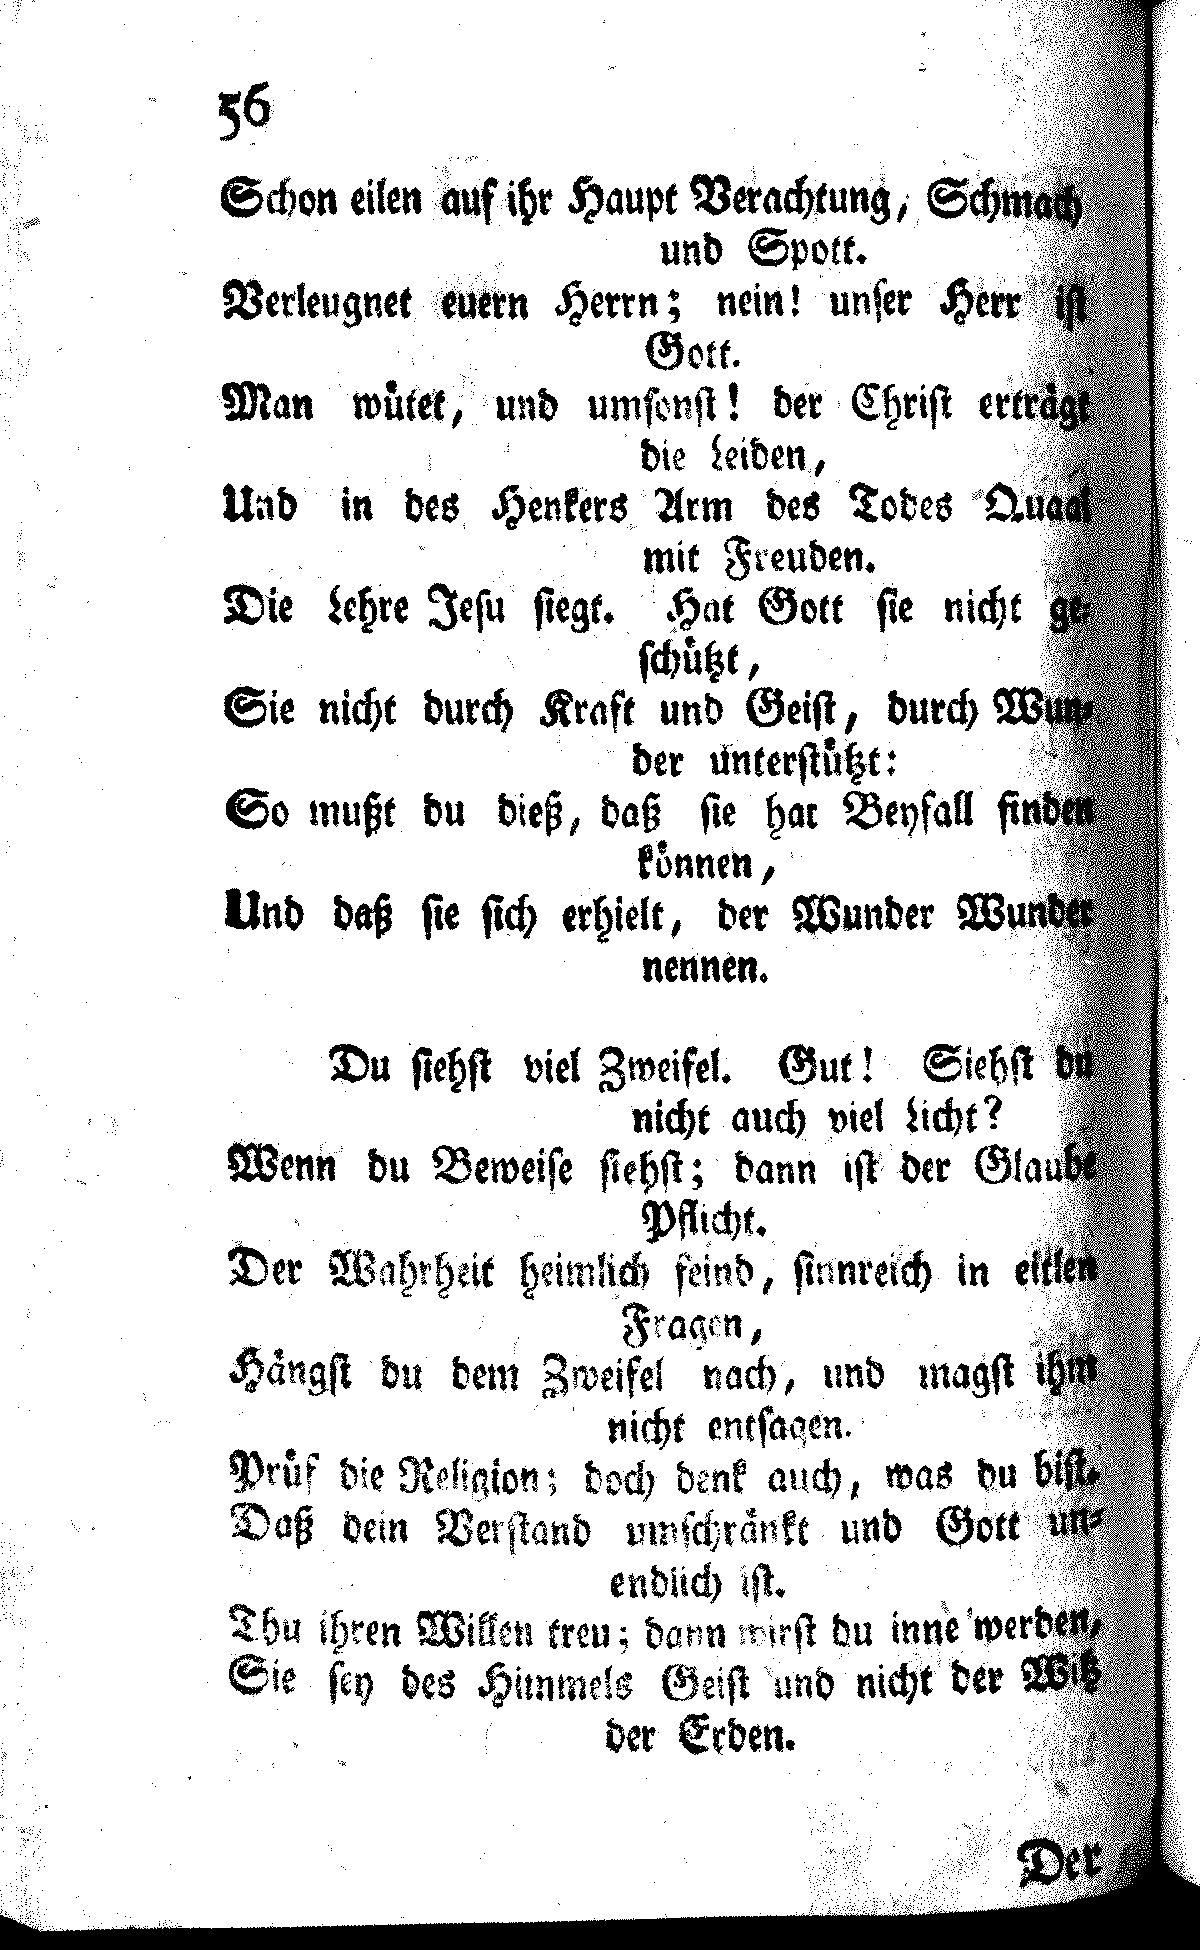 56
Schon eilen auf ihr Haupt Verachtung, Schmach
und Spott.
Verleugnet euern Herrn; nein! unſer Herr iſt
Gott.
Man wütet, und umſonſt! der Chriſt erträgt
die Leiden,
Und in des Henkers Arm des Todes Quaal
mit Freuden.
Die Lehre Jeſu ſiegt. Hat Gott ſie nicht ge-
ſchützt,
Sie nicht durch Kraft und Geiſt, durch Wun-
der unterſtützt:
So mußt du dieß, daß ſie hat Beyfall finden
können,
Und daß ſie ſich erhielt, der Wunder Wunder
nennen.
Du ſiehſt viel Zweifel. Gut! Siehſt du
nicht auch viel Licht?
Wenn du Beweiſe ſiehſt; dann iſt der Glaube
Pflicht.
Der Wahrheit heimlich feind, ſinnreich in eitlen
Fragen,
Hängſt du dem Zweifel nach, und magſt ihm
nicht entſagen.
Prüf die Religion; doch denk auch, was du biſt.
Daß dein Verſtand umſchränkt und Gott un-
endlich iſt.
Thu ihren Willen treu; dann wirſt du inne werden,
Sie ſey des Himmels Geiſt und nicht der Witz
der Erden.
Der